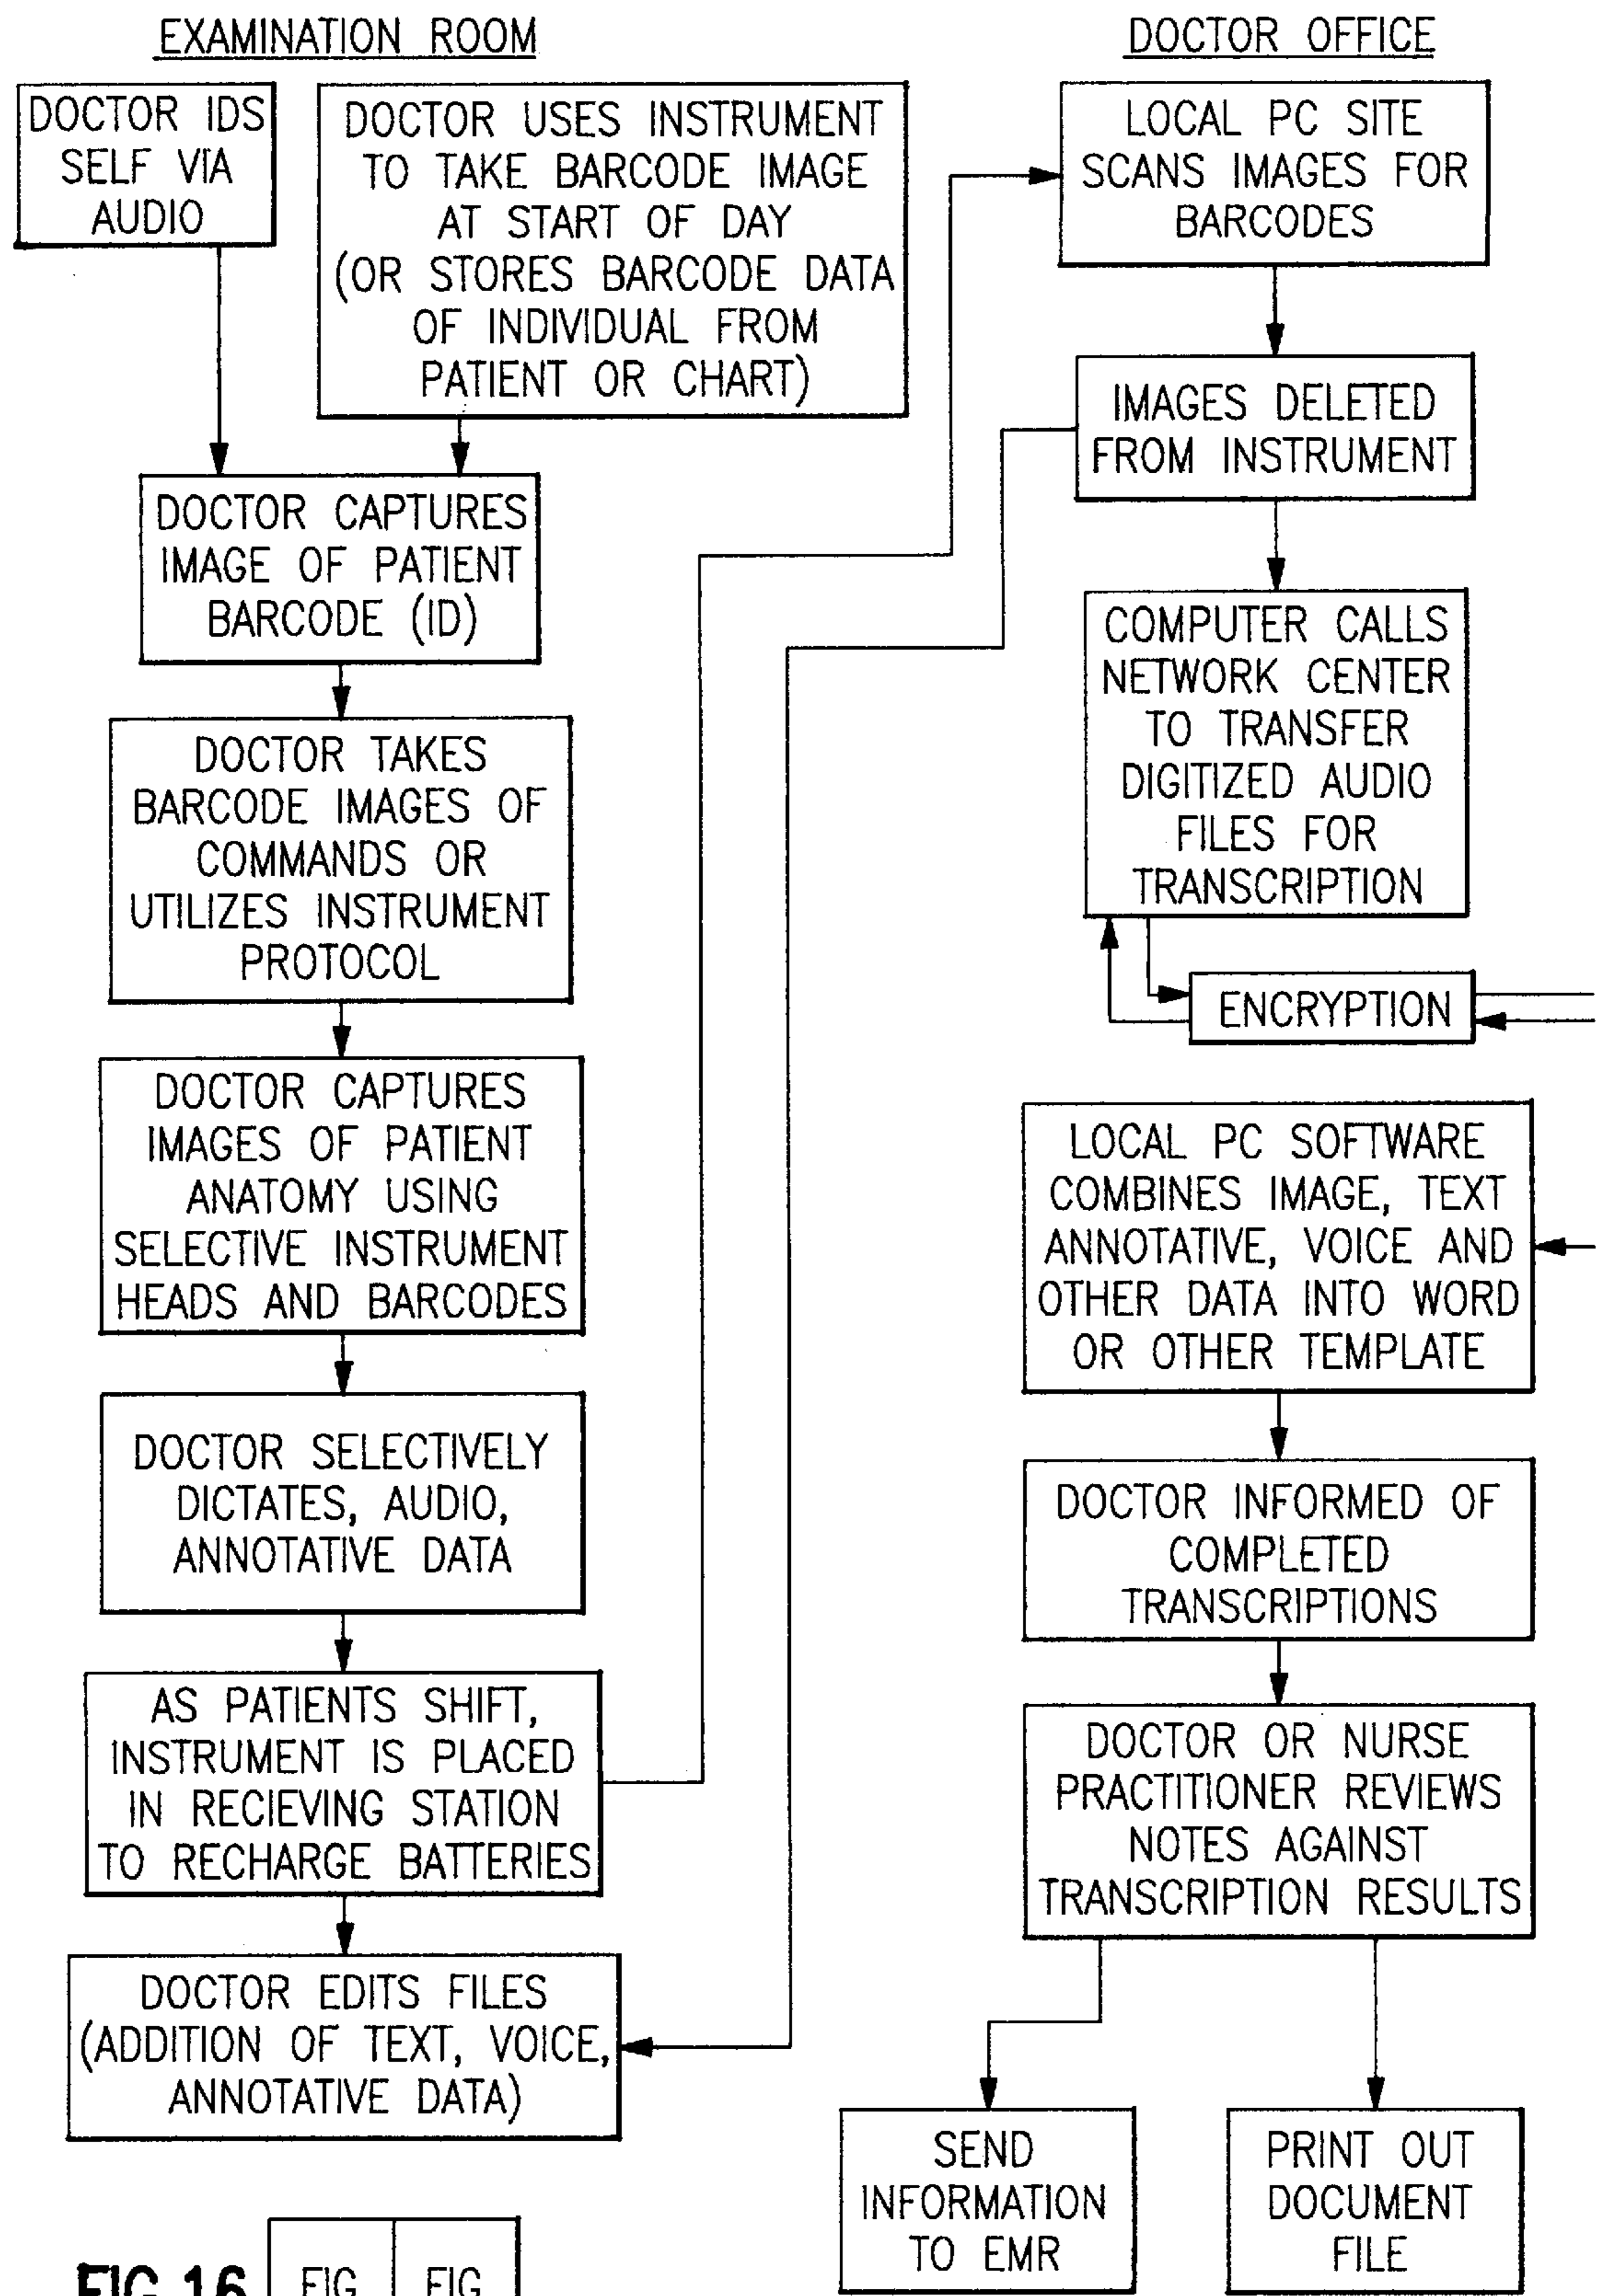 EXAMINATION ROOM
DOCTOR IDS
SELF VIA
AUDIO
DOCTOR USES INSTRUMENT
TO TAKE BARCODE IMAGE
AT START OF DAY
(OR STORES BARCODE DATA
OF INDIVIDUAL FROM
PATIENT OR CHART)
DOCTOR CAPTURES
IMAGE OF PATIENT
BARCODE (ID)
DOCTOR TAKES
BARCODE IMAGES OF
COMMANDS OR
UTILIZES INSTRUMENT
PROTOCOL
DOCTOR CAPTURES
IMAGES OF PATIENT
ANATOMY USING
SELECTIVE INSTRUMENT
HEADS AND BARCODES
DOCTOR SELECTIVELY
DICTATES, AUDIO,
ANNOTATIVE DATA
AS PATIENTS SHIFT,
INSTRUMENT IS PLACED
IN RECIEVING STATION
TO RECHARGE BATTERIES
DOCTOR EDITS FILES
(ADDITION OF TEXT, VOICE,
ANNOTATIVE DATA)
DOCTOR OFFICE
LOCAL PC SITE
SCANS IMAGES FOR
BARCODES
IMAGES DELETED
FROM INSTRUMENT
COMPUTER CALLS
NETWORK CENTER
TO TRANSFER
DIGITIZED AUDIO
FILES FOR
TRANSCRIPTION
ENCRYPTION
LOCAL PC SOFTWARE
COMBINES IMAGE, TEXT
ANNOTATIVE, VOICE AND
OTHER DATA INTO WORD
OR OTHER TEMPLATE
DOCTOR INFORMED OF
COMPLETED
TRANSCRIPTIONS
DOCTOR OR NURSE
PRACTITIONER REVIEWS
NOTES AGAINST
TRANSCRIPTION RESULTS
SEND
INFORMATION
TO EMR
PRINT OUT
DOCUMENT
FILE
FIG.16
FIG
FIG